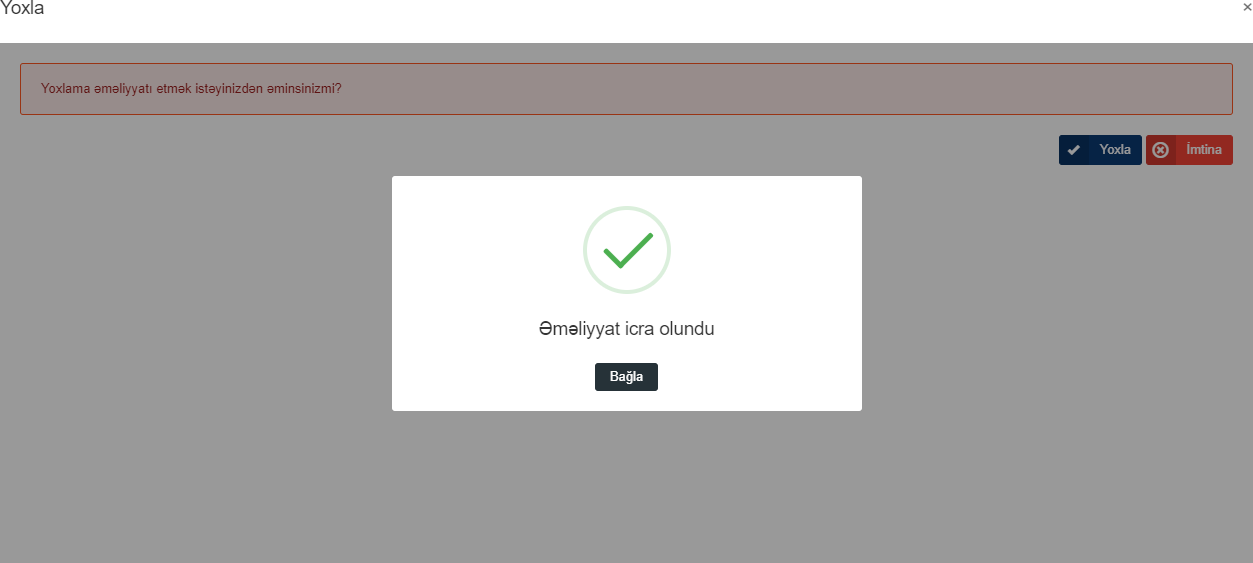 Yoxla
×
Yoxlama əməliyyatı etmək istəyinizdən əminsinizmi?
Yoxla
İmtina
Əməliyyat icra olundu
Bağla